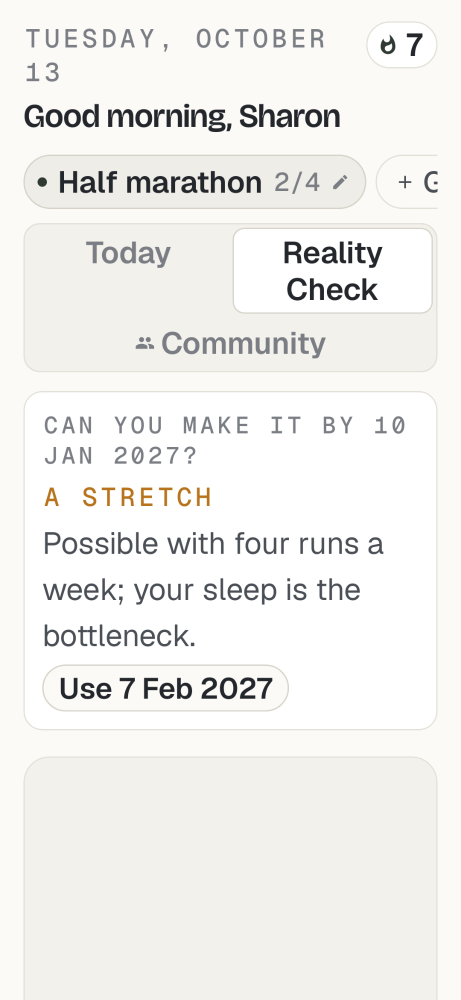 TUESDAY, OCTOBER
13
7
Good morning, Sharon
Half marathon 2/4
+
Today
Reality
Check
Community
CAN YOU MAKE IT BY 10
JAN 2027?
A STRETCH
Possible with four runs a
week; your sleep is the
bottleneck.
Use 7 Feb 2027